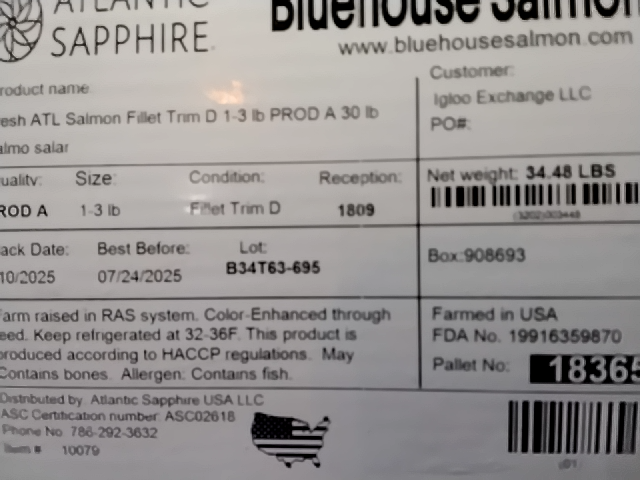 ATLANTIC
SAPPHIRE
Bluehouse Salmon
www.bluehousesalmon.com
roduct name
esh ATL Salmon Fillet Trim D 1-3 lb PROD A 30 lb
almo salar
Customer:
Igloo Exchange LLC
PO#:
uality: Size: Condition: Reception:
ROD A 1-3 lb Fillet Trim D 1809
Net weight: 34.48 LBS
(3202)003448
ack Date: Best Before: Lot:
10/2025 07/24/2025 B34T63-695
Box:908693
arm raised in RAS system. Color-Enhanced through
eed. Keep refrigerated at 32-36F. This product is
roduced according to HACCP regulations. May
Contains bones. Allergen: Contains fish.
Farmed in USA
FDA No. 19916359870
Pallet No: 18365
Distributed by: Atlantic Sapphire USA LLC
ASC Certification number: ASC02618
Phone No 786-292-3632
Item # 10079
(01)